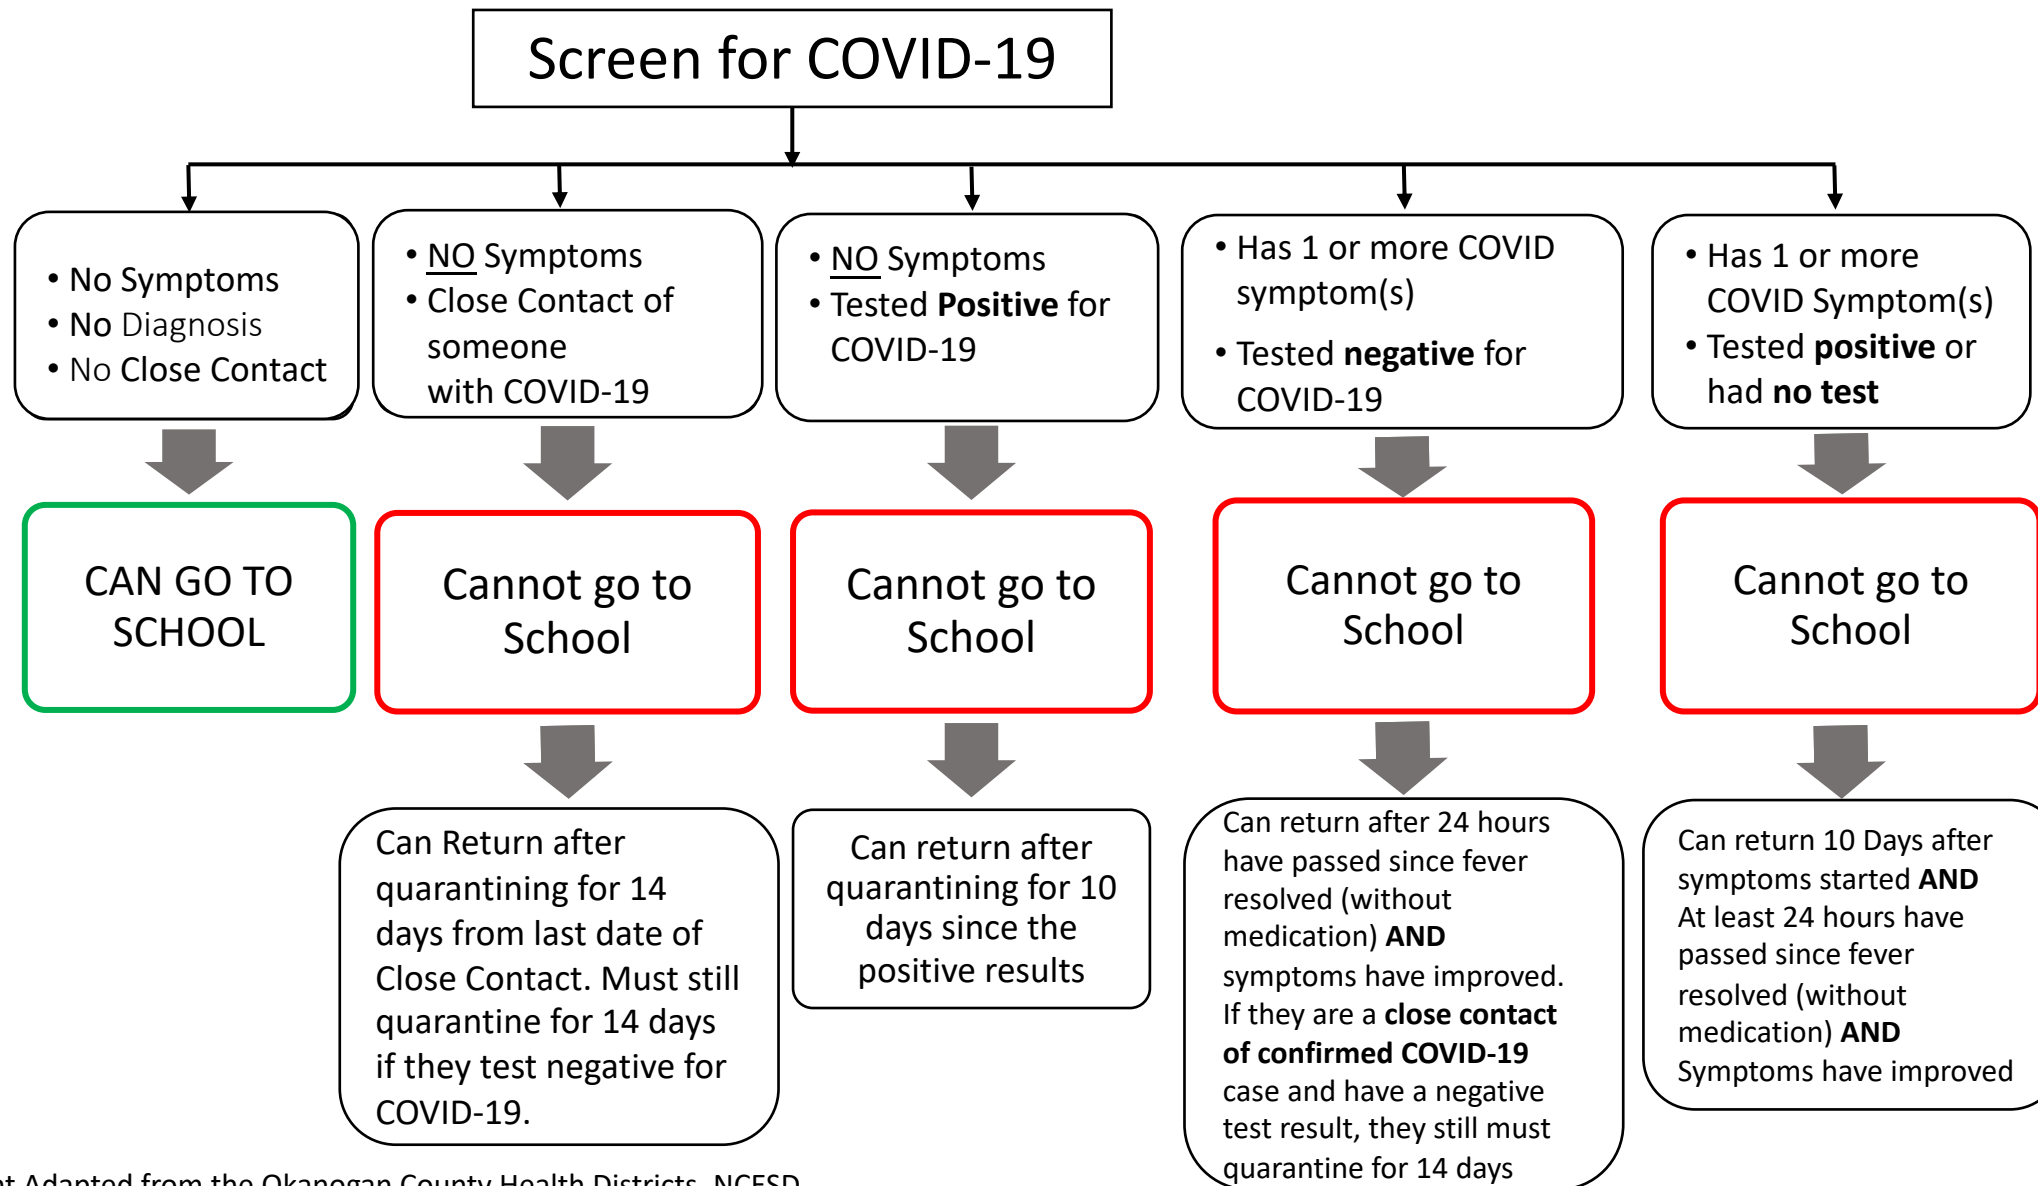 Screen for COVID-19
• No Symptoms
• No Diagnosis
• No Close Contact
• NO Symptoms
• Close Contact of
someone
with COVID-19
• NO Symptoms
• Tested Positive for
COVID-19
• Has 1 or more COVID
symptom(s)
• Tested negative for
COVID-19
• Has 1 or more
COVID Symptom(s)
• Tested positive or
had no test
CAN GO TO
SCHOOL
Cannot go to
School
Cannot go to
School
Cannot go to
School
Cannot go to
School
Can Return after
quarantining for 14
days from last date of
Close Contact. Must still
quarantine for 14 days
if they test negative for
COVID-19.
Can return after
quarantining for 10
days since the
positive results
Can return after 24 hours
have passed since fever
resolved (without
medication) AND
symptoms have improved.
If they are a close contact
of confirmed COVID-19
case and have a negative
test result, they still must
quarantine for 14 days
Can return 10 Days after
symptoms started AND
At least 24 hours have
passed since fever
resolved (without
medication) AND
Symptoms have improved
Adapted from the Okanogan County Health Districts, NCESD